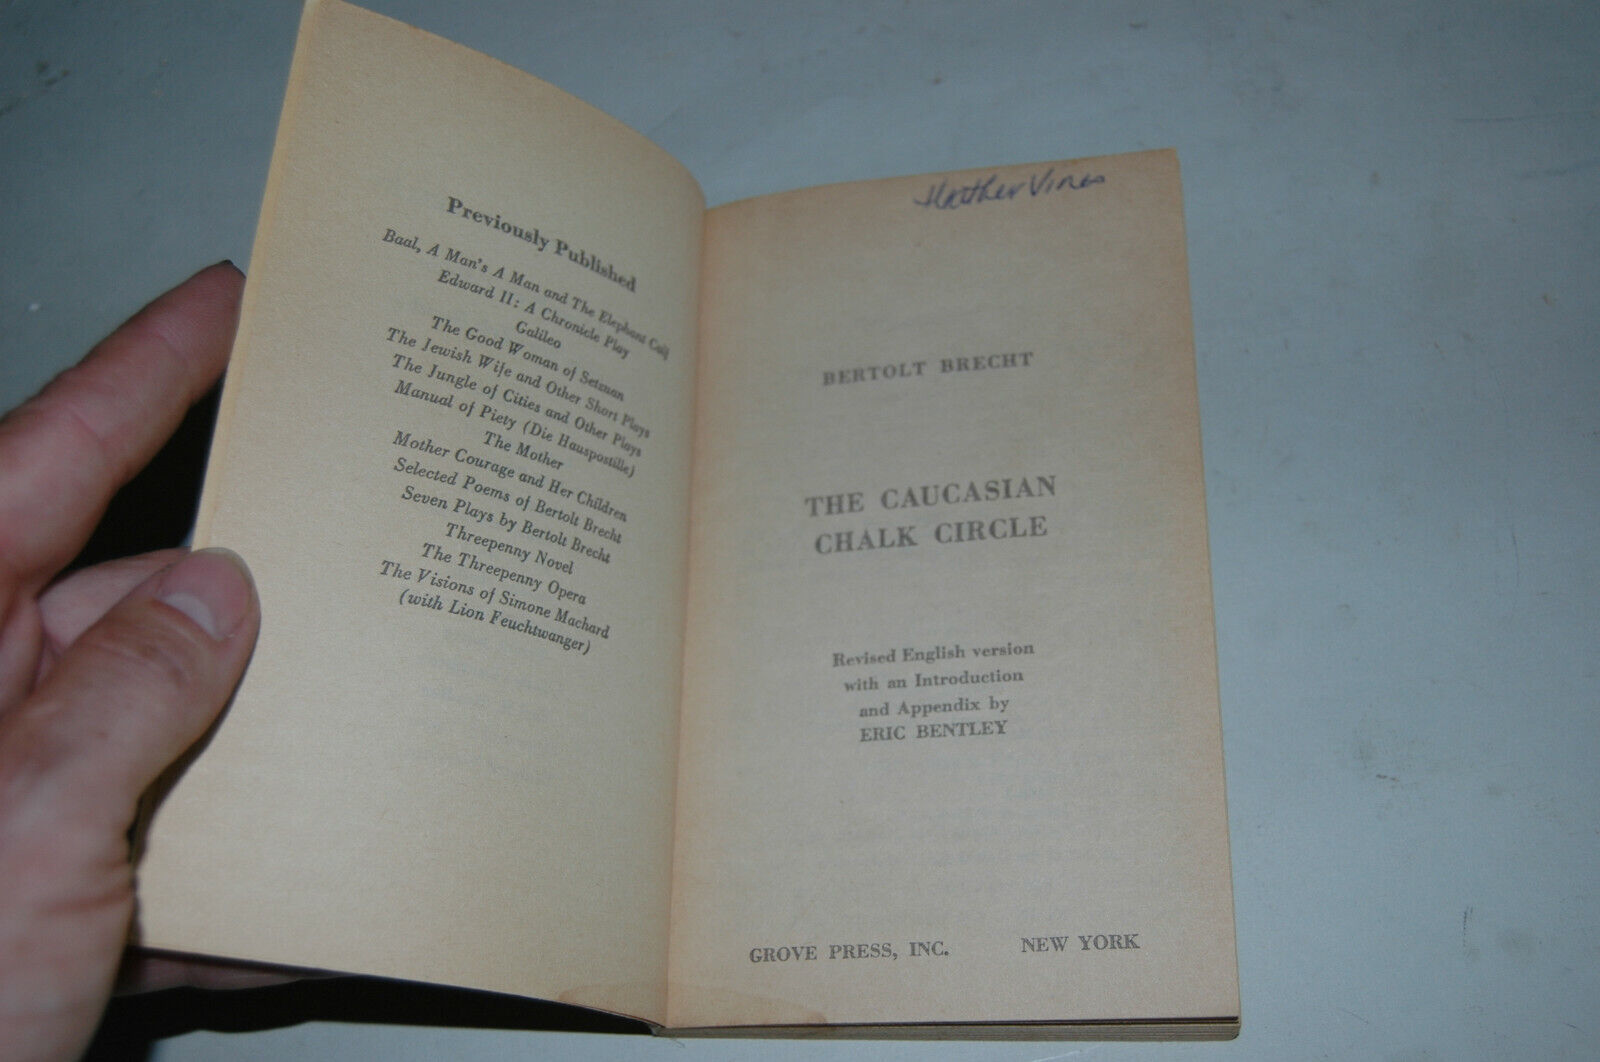 Previously Published
Baal, A Man's A Man and The Elephant Calf
Edward II: A Chronicle Play
Galileo
The Good Woman of Setzuan
The Jewish Wife and Other Short Plays
The Jungle of Cities and Other Plays
Manual of Piety (Die Hauspostille)
The Mother
Mother Courage and Her Children
Selected Poems of Bertolt Brecht
Seven Plays by Bertolt Brecht
Threepenny Novel
The Threepenny Opera
The Visions of Simone Machard
(with Lion Feuchtwanger)
Heather Vines
BERTOLT BRECHT
THE CAUCASIAN
CHALK CIRCLE
Revised English version
with an Introduction
and Appendix by
ERIC BENTLEY
GROVE PRESS, INC. NEW YORK